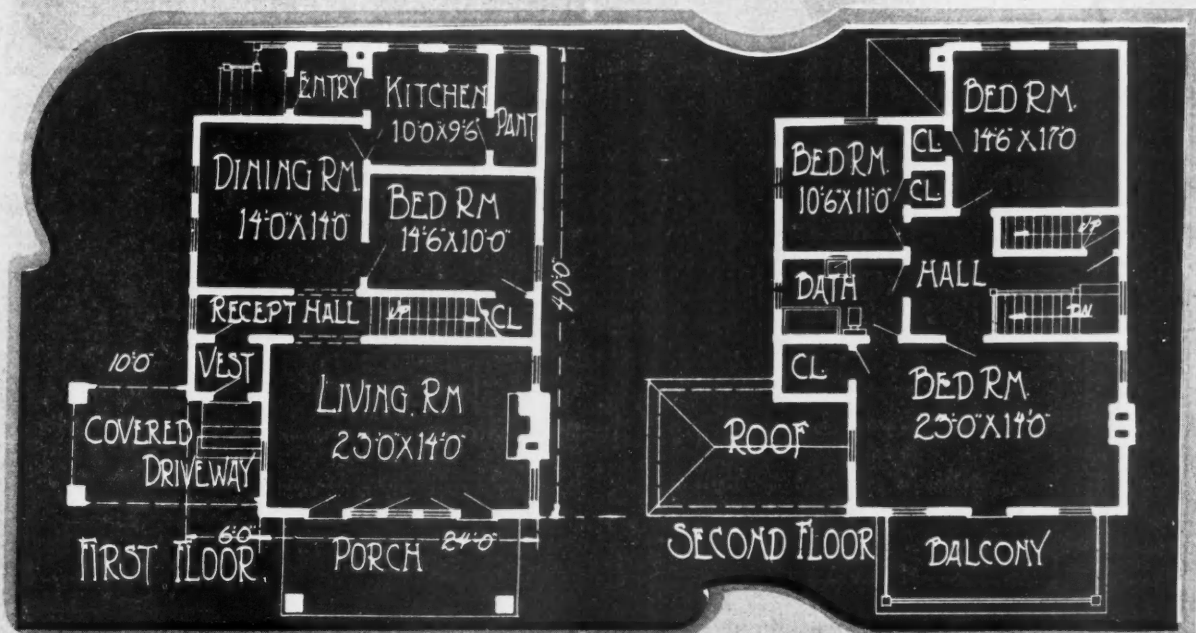 ENTRY
KITCHEN
10'0"X9'6"
PANT
DINING RM.
14'0"X14'0"
BED RM
14'6"X10'0"
40'0"
RECEPT HALL
UP
CL
10'0"
VEST
LIVING RM
23'0"X14'0"
COVERED
DRIVEWAY
6'0"
24'0"
PORCH
FIRST FLOOR.
BED RM.
14'6"X17'0"
BED RM.
10'6"X11'0"
CL.
CL.
UP
HALL
BATH
DN
CL.
BED RM.
23'0"X14'0"
ROOF
SECOND FLOOR
BALCONY